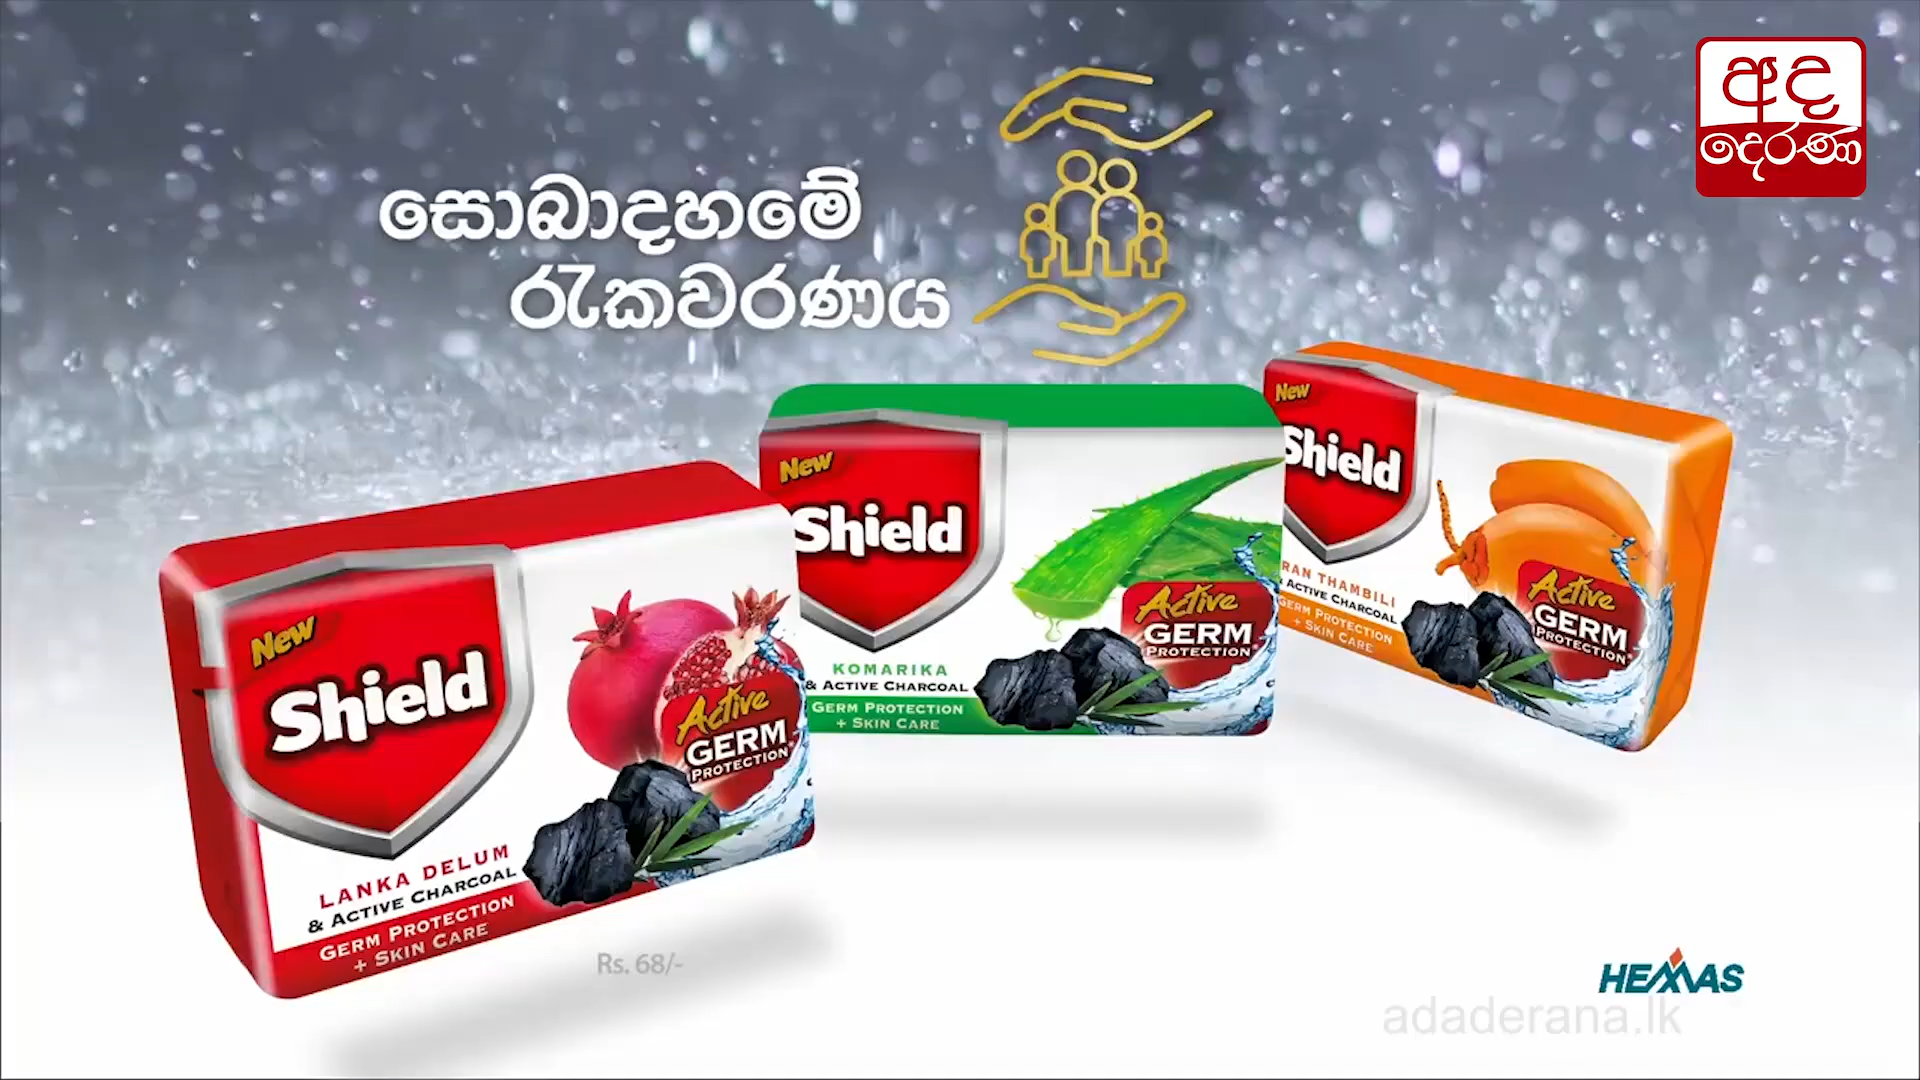 අද
දෙරණ
සොබාදහමේ
රැකවරණය
New
Shield
LANKA DELUM
& ACTIVE CHARCOAL
GERM PROTECTION
+ SKIN CARE
Active
GERM
PROTECTION
New
Shield
KOMARIKA
& ACTIVE CHARCOAL
GERM PROTECTION
+ SKIN CARE
Active
GERM
PROTECTION
New
Shield
RAN THAMBILI
& ACTIVE CHARCOAL
GERM PROTECTION
+ SKIN CARE
Active
GERM
PROTECTION
Rs. 68/-
HEMAS
adaderana.lk